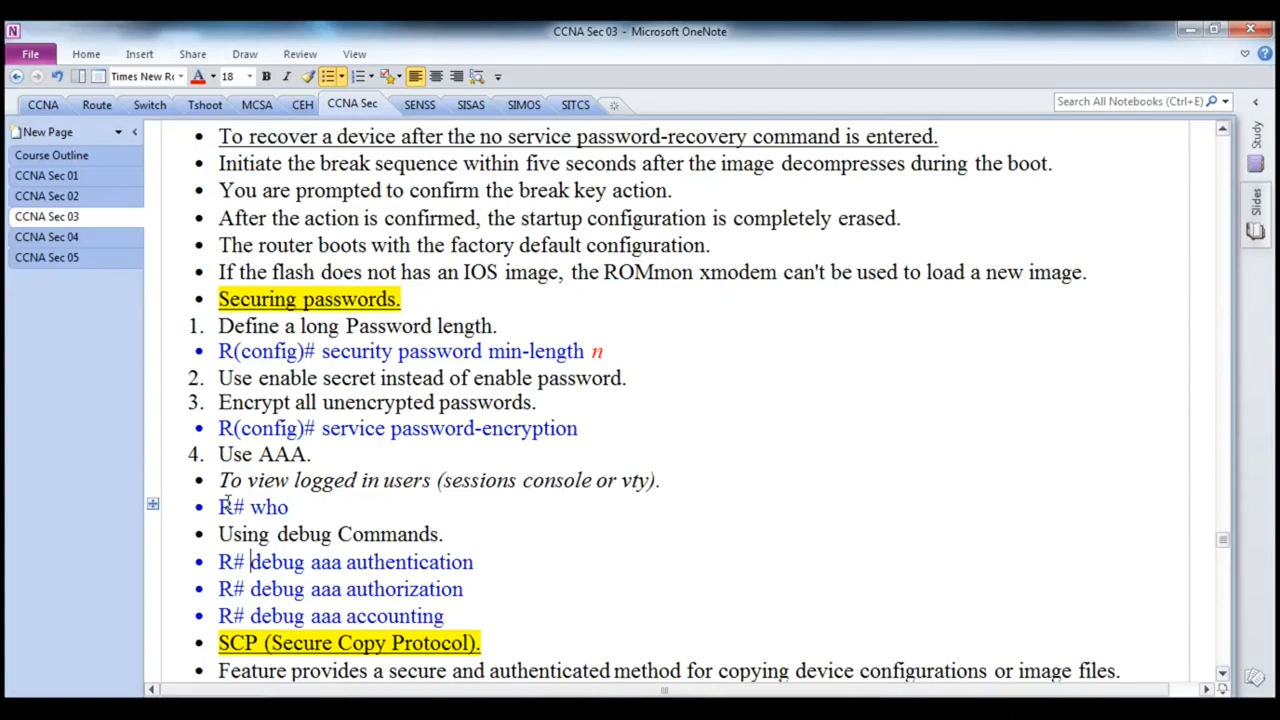 CCNA Sec 03 - Microsoft OneNote
File Home Insert Share Draw Review View
Times New Rc 18 B I
CCNA Route Switch Tshoot MCSA CEH CCNA Sec SENSS SISAS SIMOS SITCS
Search All Notebooks (Ctrl+E)
New Page
Course Outline
CCNA Sec 01
CCNA Sec 02
CCNA Sec 03
CCNA Sec 04
CCNA Sec 05
• To recover a device after the no service password-recovery command is entered.
• Initiate the break sequence within five seconds after the image decompresses during the boot.
• You are prompted to confirm the break key action.
• After the action is confirmed, the startup configuration is completely erased.
• The router boots with the factory default configuration.
• If the flash does not has an IOS image, the ROMmon xmodem can't be used to load a new image.
• Securing passwords.
1. Define a long Password length.
• R(config)# security password min-length n
2. Use enable secret instead of enable password.
3. Encrypt all unencrypted passwords.
• R(config)# service password-encryption
4. Use AAA.
• To view logged in users (sessions console or vty).
• R# who
• Using debug Commands.
• R# debug aaa authentication
• R# debug aaa authorization
• R# debug aaa accounting
• SCP (Secure Copy Protocol).
• Feature provides a secure and authenticated method for copying device configurations or image files.
Study
Slides